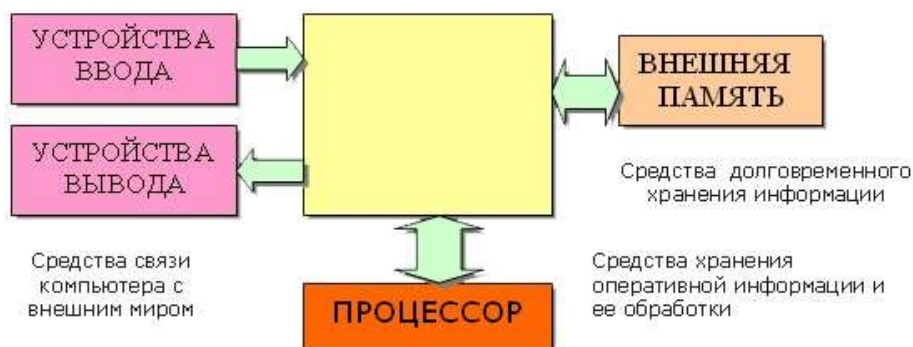 УСТРОЙСТВА
ВВОДА
УСТРОЙСТВА
ВЫВОДА
Средства связи
компьютера с
внешним миром
ПРОЦЕССОР
ВНЕШНЯЯ
ПАМЯТЬ
Средства долговременного
хранения информации
Средства хранения
оперативной информации и
ее обработки